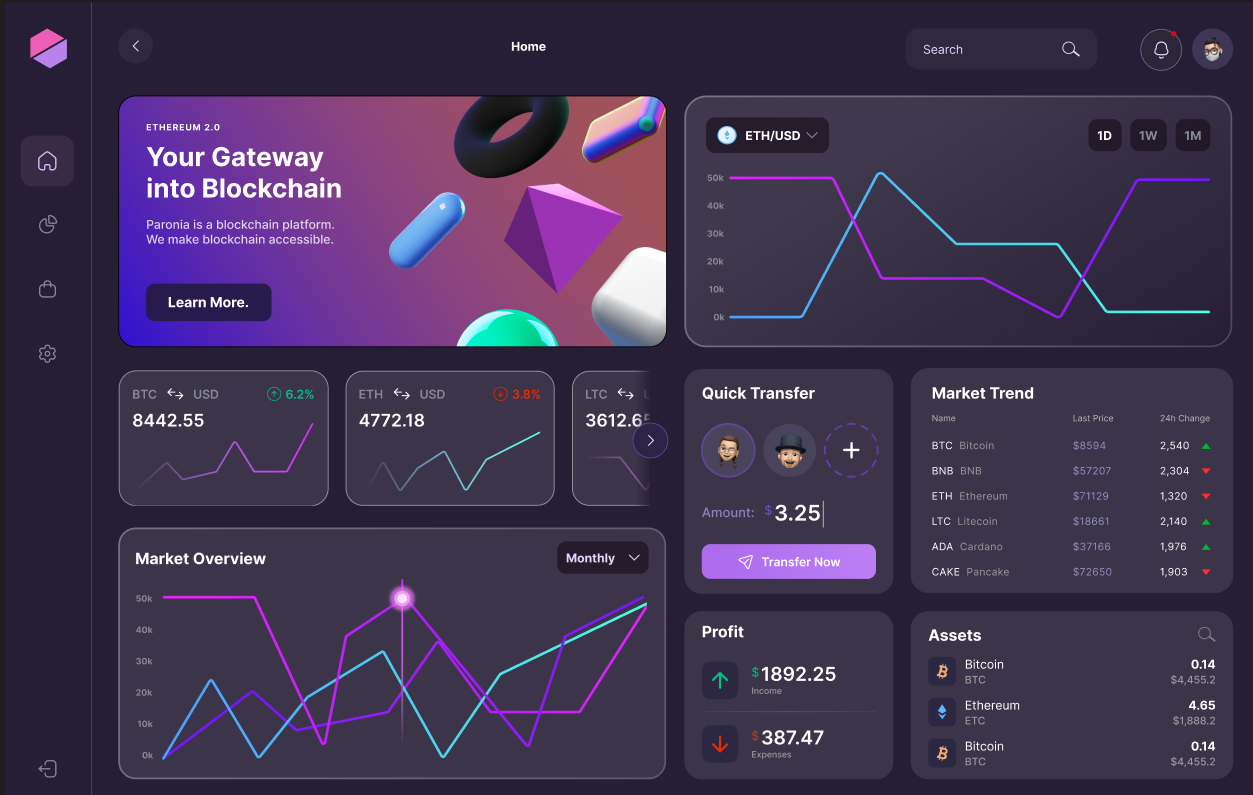 Home
Search
ETHEREUM 2.0
Your Gateway
into Blockchain
Paronia is a blockchain platform.
We make blockchain accessible.
Learn More.
ETH/USD
1D
1W
1M
50k
40k
30k
20k
10k
0k
BTC USD 6.2%
8442.55
ETH USD 3.8%
4772.18
LTC
3612.65
Quick Transfer
Amount: $3.25
Transfer Now
Market Trend
Name Last Price 24h Change
BTC Bitcoin $8594 2,540
BNB BNB $57207 2,304
ETH Ethereum $71129 1,320
LTC Litecoin $18661 2,140
ADA Cardano $37166 1,976
CAKE Pancake $72650 1,903
Market Overview
Monthly
50k
40k
30k
20k
10k
0k
Profit
$1892.25
Income
$387.47
Expenses
Assets
Bitcoin 0.14
BTC $4,455.2
Ethereum 4.65
ETC $1,888.2
Bitcoin 0.14
BTC $4,455.2